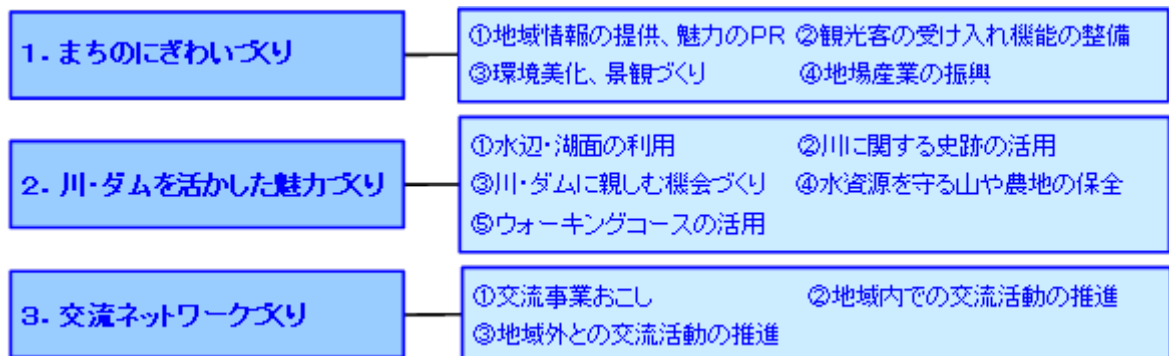 1．まちのにぎわいづくり
①地域情報の提供、魅力のPR ②観光客の受け入れ機能の整備
③環境美化、景観づくり ④地場産業の振興
2．川・ダムを活かした魅力づくり
①水辺・湖面の利用 ②川に関する史跡の活用
③川・ダムに親しむ機会づくり ④水資源を守る山や農地の保全
⑤ウォーキングコースの活用
3．交流ネットワークづくり
①交流事業おこし ②地域内での交流活動の推進
③地域外との交流活動の推進